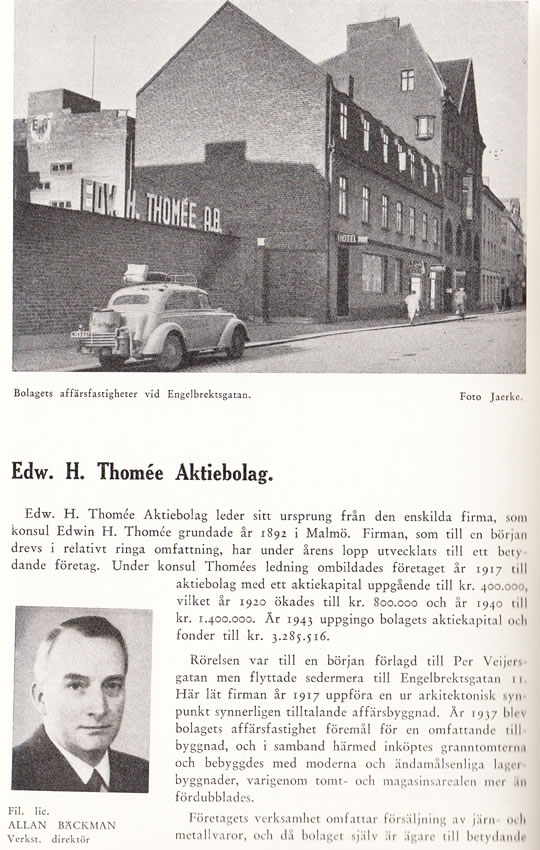 EDW. H. THOMÉE A.B.
HOTEL
Bolagets affärsfastigheter vid Engelbrektsgatan.
Foto Jaerke.
Edw. H. Thomée Aktiebolag.
Edw. H. Thomée Aktiebolag leder sitt ursprung från den enskilda firma, som
konsul Edwin H. Thomée grundade år 1892 i Malmö. Firman, som till en början
drevs i relativt ringa omfattning, har under årens lopp utvecklats till ett bety-
dande företag. Under konsul Thomées ledning ombildades företaget år 1917 till
aktiebolag med ett aktiekapital uppgående till kr. 400.000,
vilket år 1920 ökades till kr. 800.000 och år 1940 till
kr. 1.400.000. År 1943 uppgingo bolagets aktiekapital och
fonder till kr. 3.285.516.
Rörelsen var till en början förlagd till Per Veijers-
gatan men flyttade sedermera till Engelbrektsgatan 11.
Här lät firman år 1917 uppföra en ur arkitektonisk syn-
punkt synnerligen tilltalande affärsbyggnad. År 1937 blev
bolagets affärsfastighet föremål för en omfattande till-
byggnad, och i samband härmed inköptes granntomterna
och bebyggdes med moderna och ändamålsenliga lager-
byggnader, varigenom tomt- och magasinsarealen mer än
fördubblades.
Företagets verksamhet omfattar försäljning av järn- och
metallvaror, och då bolaget själv är ägare till betydande
Fil. lic.
ALLAN BÄCKMAN
Verkst. direktör